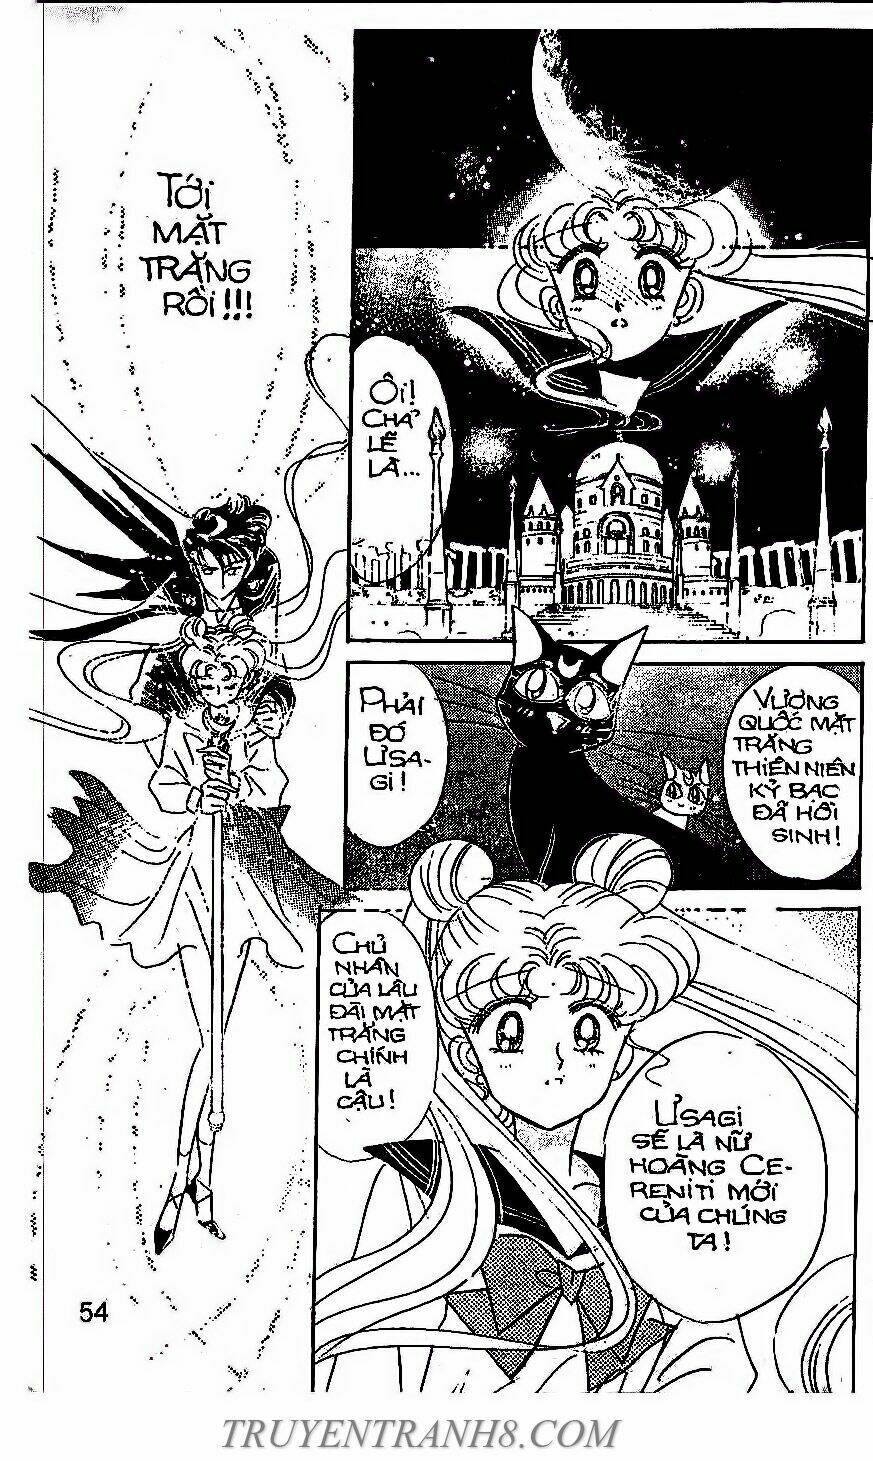 TỚI
MẶT
TRĂNG
RỒI!!!
ÔI!
CHẢ
LẼ
LÀ...
PHẢI
ĐÓ
USA-
GI!
VƯƠNG
QUỐC MẶT
TRĂNG
THIÊN NIÊN
KỶ BẠC
ĐÃ HỒI
SINH!
CHỦ
NHÂN
CỦA LÂU
ĐÀI MẶT
TRĂNG
CHÍNH
LÀ
CẬU!
USAGI
SẼ LÀ NỮ
HOÀNG CE-
RENITI MỚI
CỦA CHÚNG
TA!
54
TRUYENTRANH8.COM